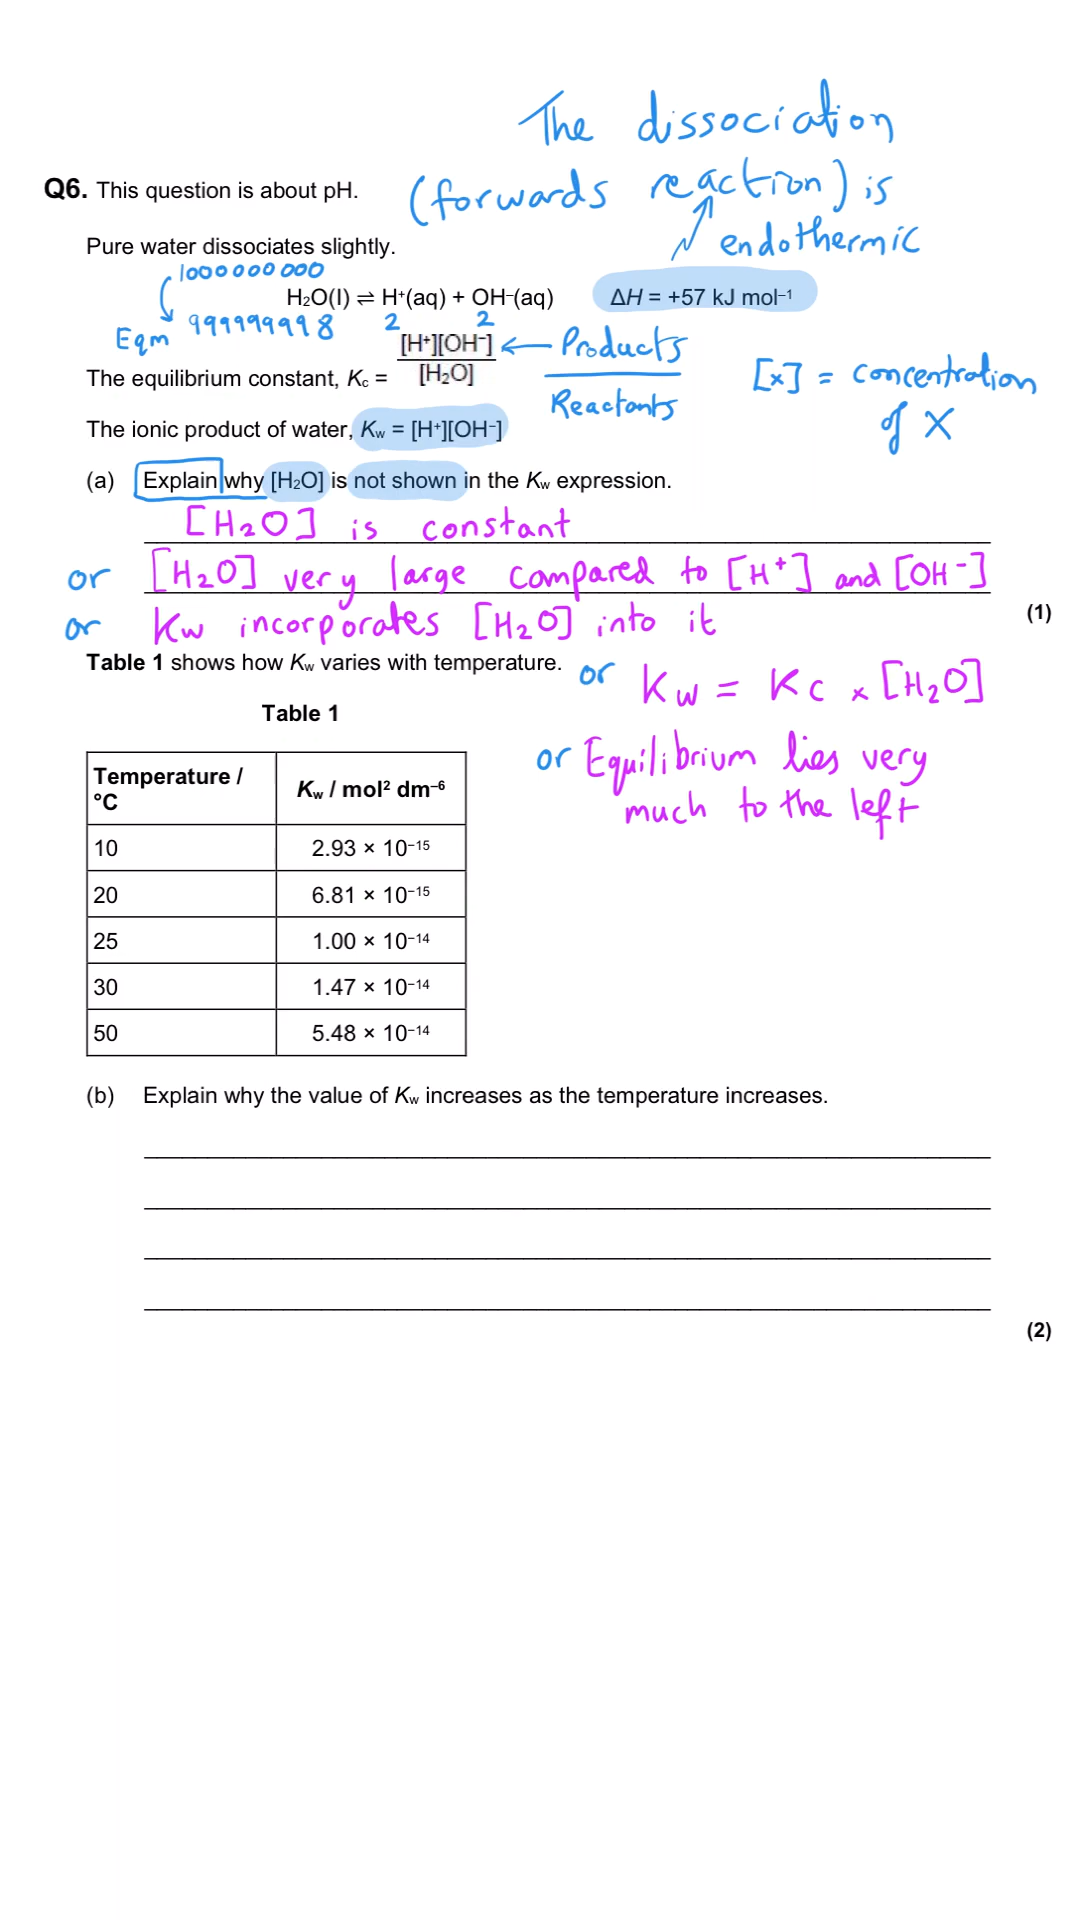 The dissociation
Q6. This question is about pH. (forwards reaction) is
endothermic
Pure water dissociates slightly.
1000000000
H₂O(l) ⇌ H⁺(aq) + OH⁻(aq) ΔH = +57 kJ mol⁻¹
Eqm 999999998 2 2
[H⁺][OH⁻] ← Products
The equilibrium constant, Kc = [H₂O] Reactants
[x] = concentration
of X
The ionic product of water, Kw = [H⁺][OH⁻]
(a) Explain why [H₂O] is not shown in the Kw expression.
[H₂O] is constant
or [H₂O] very large compared to [H⁺] and [OH⁻]
or Kw incorporates [H₂O] into it
(1)
Table 1 shows how Kw varies with temperature.
or Kw = Kc × [H₂O]
or Equilibrium lies very
much to the left
Table 1
Temperature / °C Kw / mol² dm⁻⁶
10 2.93 × 10⁻¹⁵
20 6.81 × 10⁻¹⁵
25 1.00 × 10⁻¹⁴
30 1.47 × 10⁻¹⁴
50 5.48 × 10⁻¹⁴
(b) Explain why the value of Kw increases as the temperature increases.
(2)